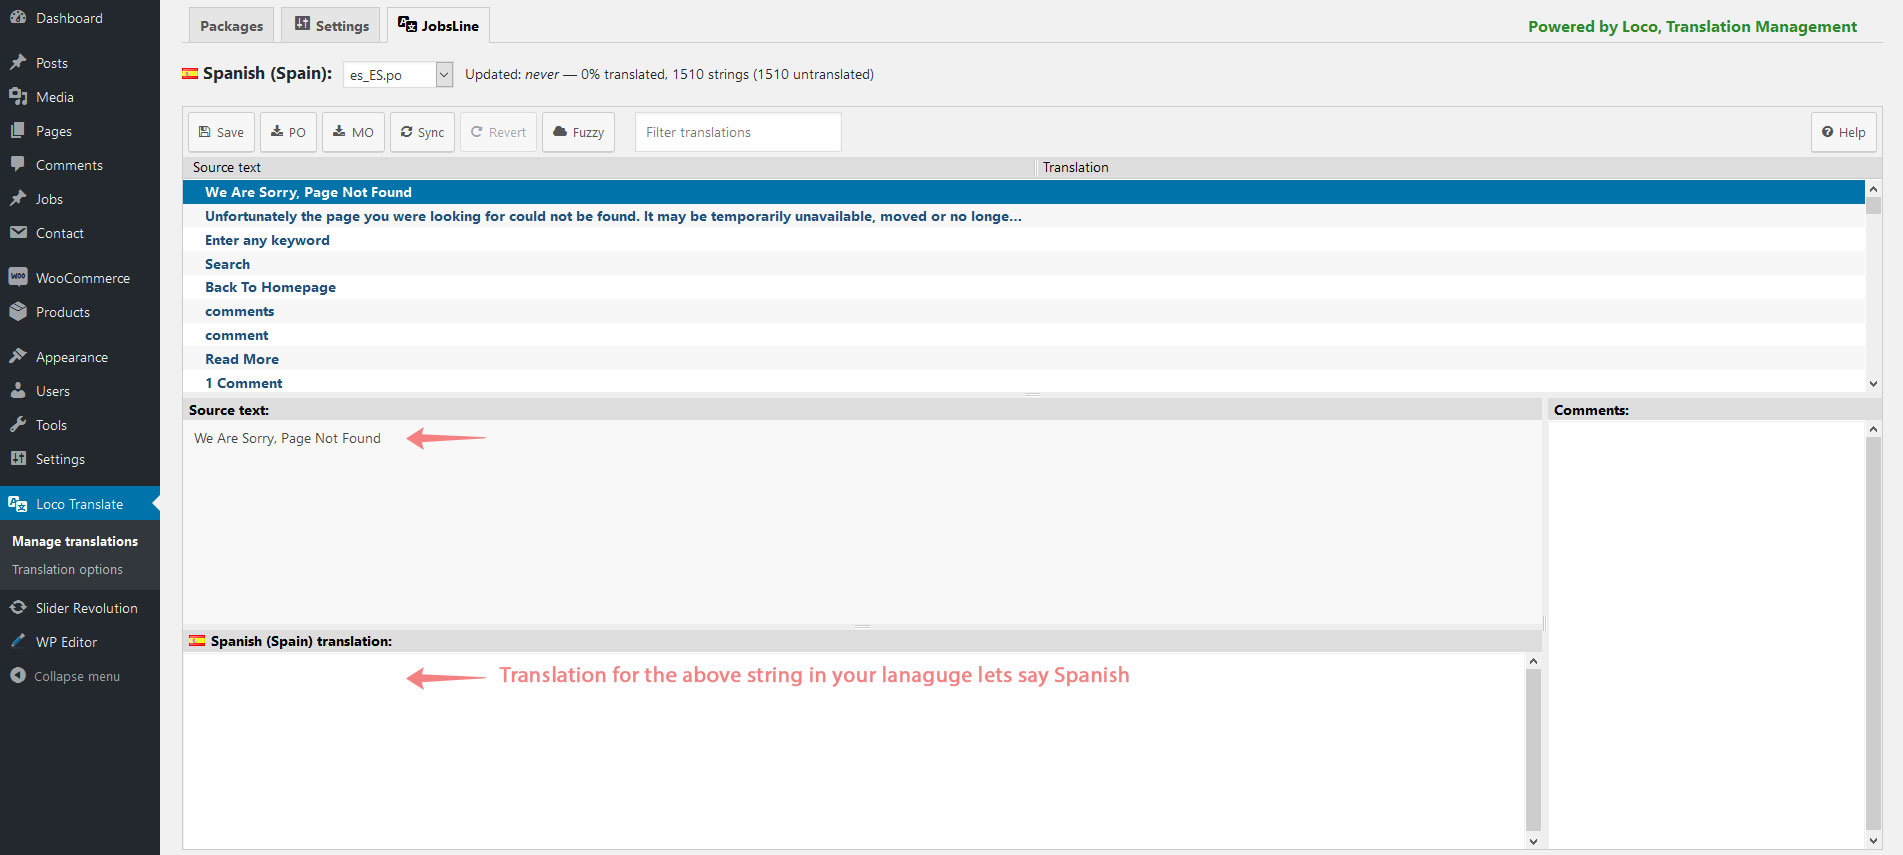 Dashboard
Posts
Media
Pages
Comments
Jobs
Contact
woo WooCommerce
Products
Appearance
Users
Tools
Settings
Loco Translate
Manage translations
Translation options
Slider Revolution
WP Editor
Collapse menu
Packages Settings JobsLine
Powered by Loco, Translation Management
Spanish (Spain): es_ES.po Updated: never — 0% translated, 1510 strings (1510 untranslated)
Save PO MO Sync Revert Fuzzy Filter translations Help
Source text Translation
We Are Sorry, Page Not Found
Unfortunately the page you were looking for could not be found. It may be temporarily unavailable, moved or no longe...
Enter any keyword
Search
Back To Homepage
comments
comment
Read More
1 Comment
Source text: Comments:
We Are Sorry, Page Not Found
Spanish (Spain) translation:
Translation for the above string in your lanaguge lets say Spanish